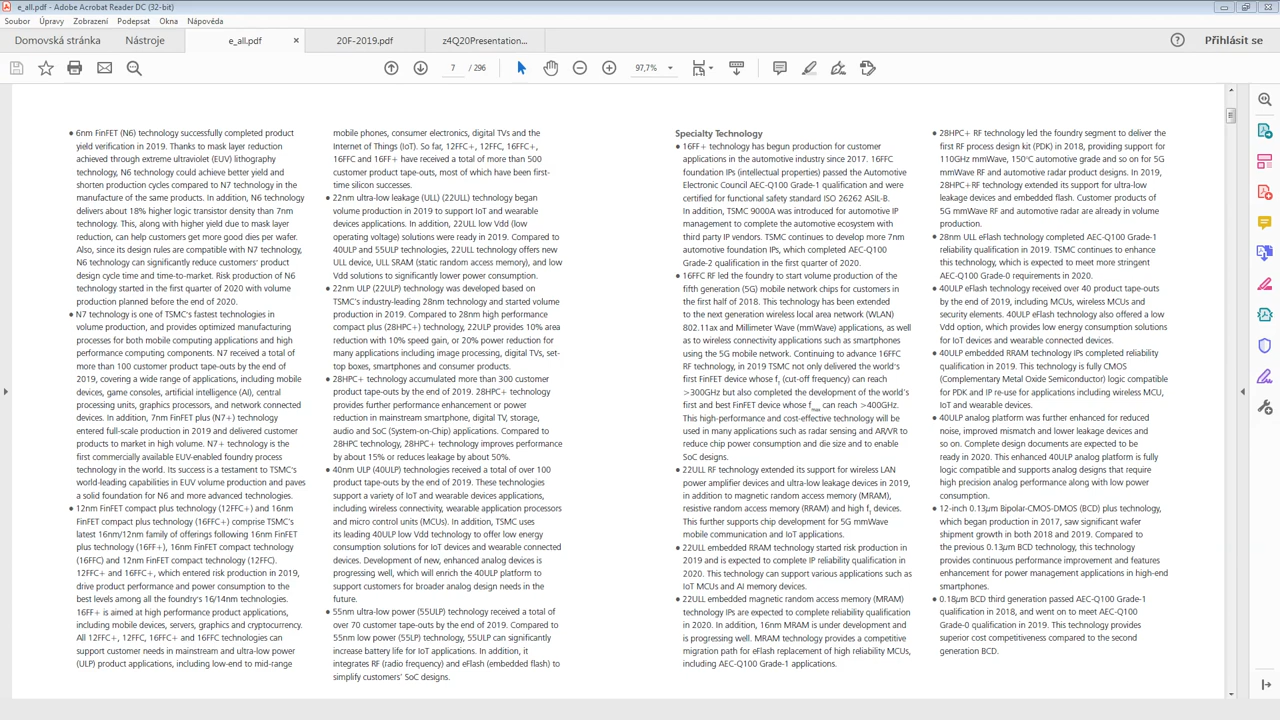 e_all.pdf - Adobe Acrobat Reader DC (32-bit)
Soubor Úpravy Zobrazení Podepsat Okna Nápověda
Domovská stránka Nástroje e_all.pdf × 20F-2019.pdf z4Q20Presentation... Přihlásit se
7 / 296 97,7%
• 6nm FinFET (N6) technology successfully completed product
yield verification in 2019. Thanks to mask layer reduction
achieved through extreme ultraviolet (EUV) lithography
technology, N6 technology could achieve better yield and
shorten production cycles compared to N7 technology in the
manufacture of the same products. In addition, N6 technology
delivers about 18% higher logic transistor density than 7nm
technology. This, along with higher yield due to mask layer
reduction, can help customers get more good dies per wafer.
Also, since its design rules are compatible with N7 technology,
N6 technology can significantly reduce customers' product
design cycle time and time-to-market. Risk production of N6
technology started in the first quarter of 2020 with volume
production planned before the end of 2020.
• N7 technology is one of TSMC's fastest technologies in
volume production, and provides optimized manufacturing
processes for both mobile computing applications and high
performance computing components. N7 received a total of
more than 100 customer product tape-outs by the end of
2019, covering a wide range of applications, including mobile
devices, game consoles, artificial intelligence (AI), central
processing units, graphics processors, and network connected
devices. In addition, 7nm FinFET plus (N7+) technology
entered full-scale production in 2019 and delivered customer
products to market in high volume. N7+ technology is the
first commercially available EUV-enabled foundry process
technology in the world. Its success is a testament to TSMC's
world-leading capabilities in EUV volume production and paves
a solid foundation for N6 and more advanced technologies.
• 12nm FinFET compact plus technology (12FFC+) and 16nm
FinFET compact plus technology (16FFC+) comprise TSMC's
latest 16nm/12nm family of offerings following 16nm FinFET
plus technology (16FF+), 16nm FinFET compact technology
(16FFC) and 12nm FinFET compact technology (12FFC).
12FFC+ and 16FFC+, which entered risk production in 2019,
drive product performance and power consumption to the
best levels among all the foundry's 16/14nm technologies.
16FF+ is aimed at high performance product applications,
including mobile devices, servers, graphics and cryptocurrency.
All 12FFC+, 12FFC, 16FFC+ and 16FFC technologies can
support customer needs in mainstream and ultra-low power
(ULP) product applications, including low-end to mid-range
mobile phones, consumer electronics, digital TVs and the
Internet of Things (IoT). So far, 12FFC+, 12FFC, 16FFC+,
16FFC and 16FF+ have received a total of more than 500
customer product tape-outs, most of which have been first-
time silicon successes.
• 22nm ultra-low leakage (ULL) (22ULL) technology began
volume production in 2019 to support IoT and wearable
devices applications. In addition, 22ULL low Vdd (low
operating voltage) solutions were ready in 2019. Compared to
40ULP and 55ULP technologies, 22ULL technology offers new
ULL device, ULL SRAM (static random access memory), and low
Vdd solutions to significantly lower power consumption.
• 22nm ULP (22ULP) technology was developed based on
TSMC's industry-leading 28nm technology and started volume
production in 2019. Compared to 28nm high performance
compact plus (28HPC+) technology, 22ULP provides 10% area
reduction with 10% speed gain, or 20% power reduction for
many applications including image processing, digital TVs, set-
top boxes, smartphones and consumer products.
• 28HPC+ technology accumulated more than 300 customer
product tape-outs by the end of 2019. 28HPC+ technology
provides further performance enhancement or power
reduction in mainstream smartphone, digital TV, storage,
audio and SoC (System-on-Chip) applications. Compared to
28HPC technology, 28HPC+ technology improves performance
by about 15% or reduces leakage by about 50%.
• 40nm ULP (40ULP) technologies received a total of over 100
product tape-outs by the end of 2019. These technologies
support a variety of IoT and wearable devices applications,
including wireless connectivity, wearable application processors
and micro control units (MCUs). In addition, TSMC uses
its leading 40ULP low Vdd technology to offer low energy
consumption solutions for IoT devices and wearable connected
devices. Development of new, enhanced analog devices is
progressing well, which will enrich the 40ULP platform to
support customers for broader analog design needs in the
future.
• 55nm ultra-low power (55ULP) technology received a total of
over 70 customer tape-outs by the end of 2019. Compared to
55nm low power (55LP) technology, 55ULP can significantly
increase battery life for IoT applications. In addition, it
integrates RF (radio frequency) and eFlash (embedded flash) to
simplify customers' SoC designs.
Specialty Technology
• 16FF+ technology has begun production for customer
applications in the automotive industry since 2017. 16FFC
foundation IPs (intellectual properties) passed the Automotive
Electronic Council AEC-Q100 Grade-1 qualification and were
certified for functional safety standard ISO 26262 ASIL-B.
In addition, TSMC 9000A was introduced for automotive IP
management to complete the automotive ecosystem with
third party IP vendors. TSMC continues to develop more 7nm
automotive foundation IPs, which completed AEC-Q100
Grade-2 qualification in the first quarter of 2020.
• 16FFC RF led the foundry to start volume production of the
fifth generation (5G) mobile network chips for customers in
the first half of 2018. This technology has been extended
to the next generation wireless local area network (WLAN)
802.11ax and Millimeter Wave (mmWave) applications, as well
as to wireless connectivity applications such as smartphones
using the 5G mobile network. Continuing to advance 16FFC
RF technology, in 2019 TSMC not only delivered the world's
first FinFET device whose ft (cut-off frequency) can reach
>300GHz but also completed the development of the world's
first and best FinFET device whose fmax can reach >400GHz.
This high-performance and cost-effective technology will be
used in many applications such as radar sensing and AR/VR to
reduce chip power consumption and die size and to enable
SoC designs.
• 22ULL RF technology extended its support for wireless LAN
power amplifier devices and ultra-low leakage devices in 2019,
in addition to magnetic random access memory (MRAM),
resistive random access memory (RRAM) and high ft devices.
This further supports chip development for 5G mmWave
mobile communication and IoT applications.
• 22ULL embedded RRAM technology started risk production in
2019 and is expected to complete IP reliability qualification in
2020. This technology can support various applications such as
IoT MCUs and AI memory devices.
• 22ULL embedded magnetic random access memory (MRAM)
technology IPs are expected to complete reliability qualification
in 2020. In addition, 16nm MRAM is under development and
is progressing well. MRAM technology provides a competitive
migration path for eFlash replacement of high reliability MCUs,
including AEC-Q100 Grade-1 applications.
• 28HPC+ RF technology led the foundry segment to deliver the
first RF process design kit (PDK) in 2018, providing support for
110GHz mmWave, 150°C automotive grade and so on for 5G
mmWave RF and automotive radar product designs. In 2019,
28HPC+RF technology extended its support for ultra-low
leakage devices and embedded flash. Customer products of
5G mmWave RF and automotive radar are already in volume
production.
• 28nm ULL eFlash technology completed AEC-Q100 Grade-1
reliability qualification in 2019. TSMC continues to enhance
this technology, which is expected to meet more stringent
AEC-Q100 Grade-0 requirements in 2020.
• 40ULP eFlash technology received over 40 product tape-outs
by the end of 2019, including MCUs, wireless MCUs and
security elements. 40ULP eFlash technology also offered a low
Vdd option, which provides low energy consumption solutions
for IoT devices and wearable connected devices.
• 40ULP embedded RRAM technology IPs completed reliability
qualification in 2019. This technology is fully CMOS
(Complementary Metal Oxide Semiconductor) logic compatible
for PDK and IP re-use for applications including wireless MCU,
IoT and wearable devices.
• 40ULP analog platform was further enhanced for reduced
noise, improved mismatch and lower leakage devices and
so on. Complete design documents are expected to be
ready in 2020. This enhanced 40ULP analog platform is fully
logic compatible and supports analog designs that require
high precision analog performance along with low power
consumption.
• 12-inch 0.13µm Bipolar-CMOS-DMOS (BCD) plus technology,
which began production in 2017, saw significant wafer
shipment growth in both 2018 and 2019. Compared to
the previous 0.13µm BCD technology, this technology
provides continuous performance improvement and features
enhancement for power management applications in high-end
smartphones.
• 0.18µm BCD third generation passed AEC-Q100 Grade-1
qualification in 2018, and went on to meet AEC-Q100
Grade-0 qualification in 2019. This technology provides
superior cost competitiveness compared to the second
generation BCD.